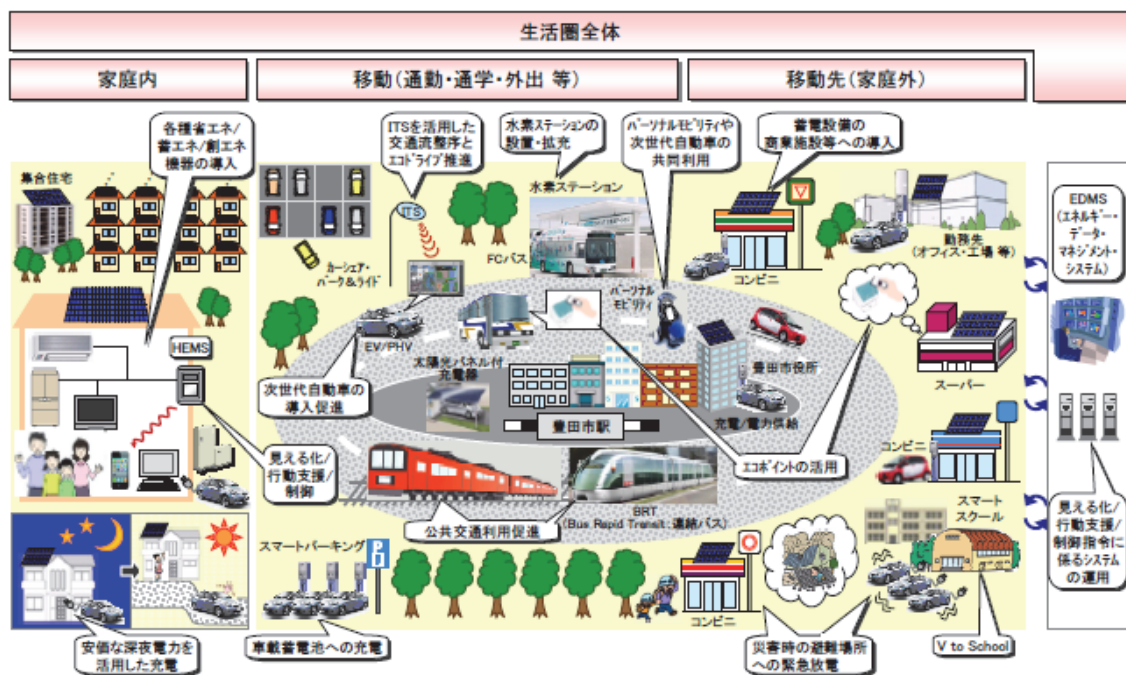 生活圏全体
家庭内
移動(通勤・通学・外出 等)
移動先(家庭外)
各種省エネ/
蓄エネ/創エネ
機器の導入
ITSを活用した
交通流整序と
エコドライブ推進
水素ステーションの
設置・拡充
パーソナルモビリティや
次世代自動車の
共同利用
蓄電設備の
商業施設等への導入
集合住宅
ITS
水素ステーション
FCバス
カーシェア・
パーク&ライド
コンビニ
勤務先
(オフィス・工場 等)
EDMS
(エネルギー・
データ・
マネジメント・
システム)
HEMS
EV/PHV
太陽光パネル付
充電器
パーソナル
モビリティ
豊田市役所
スーパー
次世代自動車の
導入促進
豊田市駅
充電/電力供給
コンビニ
エコポイントの活用
見える化/
行動支援/
制御
公共交通利用促進
BRT
(Bus Rapid Transit:連結バス)
スマート
スクール
見える化/
行動支援/
制御指令に
係るシステム
の運用
スマートパーキング
P
コンビニ
安価な深夜電力を
活用した充電
車載蓄電池への充電
災害時の避難場所
への緊急放電
V to School